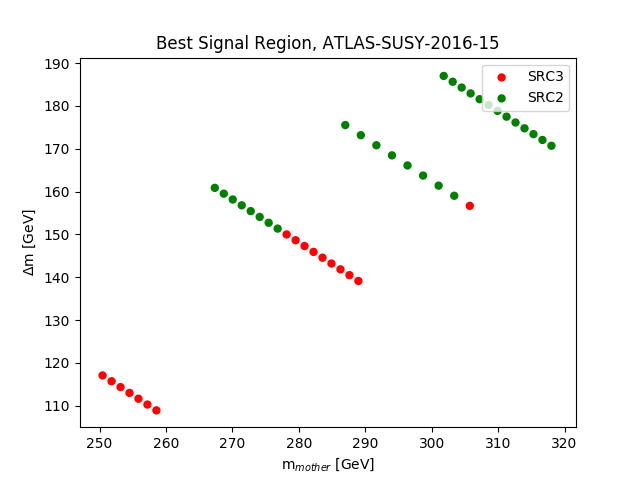 Best Signal Region, ATLAS-SUSY-2016-15
SRC3
SRC2
190
180
170
160
150
140
130
120
110
Δm [GeV]
250 260 270 280 290 300 310 320
m_mother [GeV]